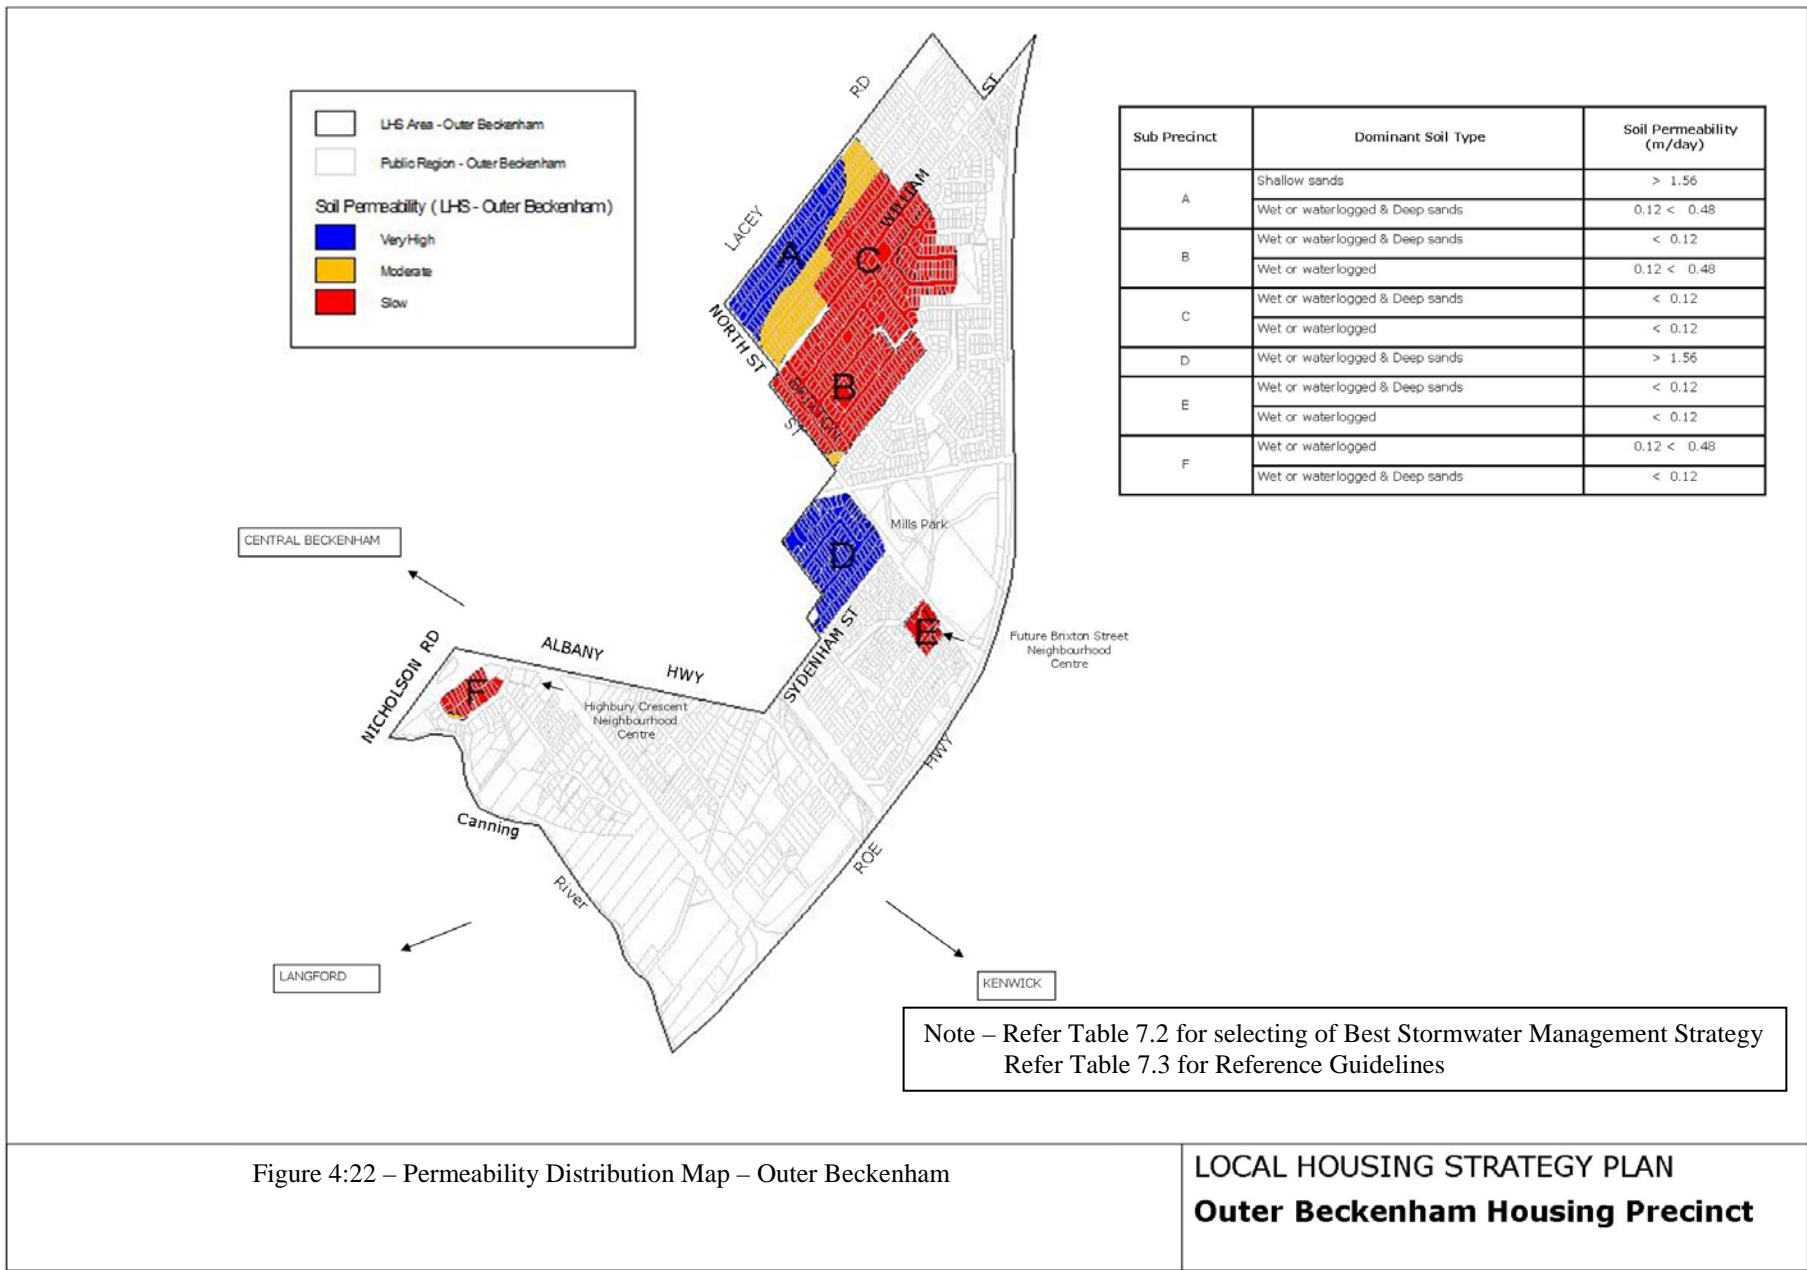 LHS Area - Outer Beckenham
Public Region - Outer Beckenham
Soil Permeability ( LHS - Outer Beckenham)
Very High
Moderate
Slow
RD
ST
LACEY
WILLIAM
A
C
NORTH ST
B
BRIXTON
ST
D
Mills Park
E
SYDENHAM ST
Future Brixton Street
Neighbourhood
Centre
CENTRAL BECKENHAM
NICHOLSON RD
ALBANY
HWY
F
Highbury Crescent
Neighbourhood
Centre
HWY
ROE
Canning
River
LANGFORD
KENWICK
Sub Precinct Dominant Soil Type Soil Permeability
(m/day)
A Shallow sands > 1.56
Wet or waterlogged & Deep sands 0.12 < 0.48
B Wet or waterlogged & Deep sands < 0.12
Wet or waterlogged 0.12 < 0.48
C Wet or waterlogged & Deep sands < 0.12
Wet or waterlogged < 0.12
D Wet or waterlogged & Deep sands > 1.56
E Wet or waterlogged & Deep sands < 0.12
Wet or waterlogged < 0.12
F Wet or waterlogged 0.12 < 0.48
Wet or waterlogged & Deep sands < 0.12
Note – Refer Table 7.2 for selecting of Best Stormwater Management Strategy
Refer Table 7.3 for Reference Guidelines
Figure 4:22 – Permeability Distribution Map – Outer Beckenham
LOCAL HOUSING STRATEGY PLAN
Outer Beckenham Housing Precinct